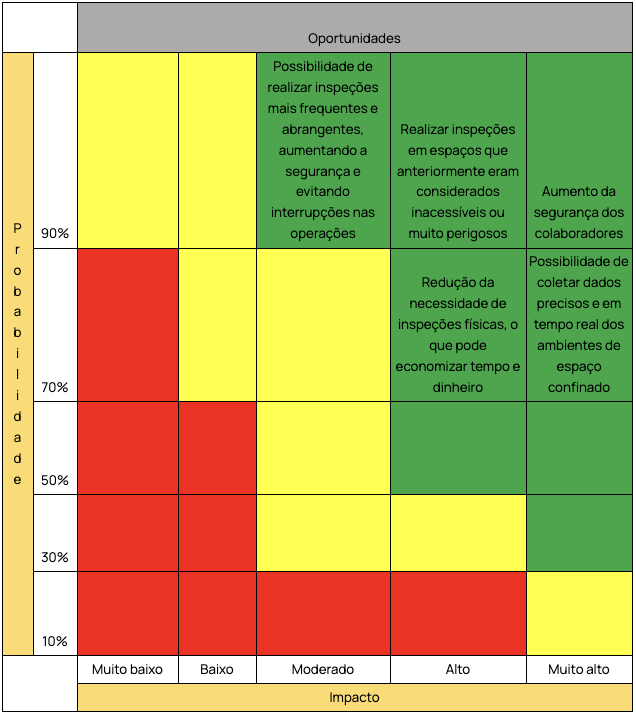 Oportunidades
Probabilidade
90%
Possibilidade de
realizar inspeções
mais frequentes e
abrangentes,
aumentando a
segurança e
evitando
interrupções nas
operações
Realizar inspeções
em espaços que
anteriormente eram
considerados
inacessíveis ou
muito perigosos
Aumento da
segurança dos
colaboradores
70%
Redução da
necessidade de
inspeções físicas, o
que pode
economizar tempo e
dinheiro
Possibilidade de
coletar dados
precisos e em
tempo real dos
ambientes de
espaço
confinado
50%
30%
10%
Muito baixo
Baixo
Moderado
Alto
Muito alto
Impacto